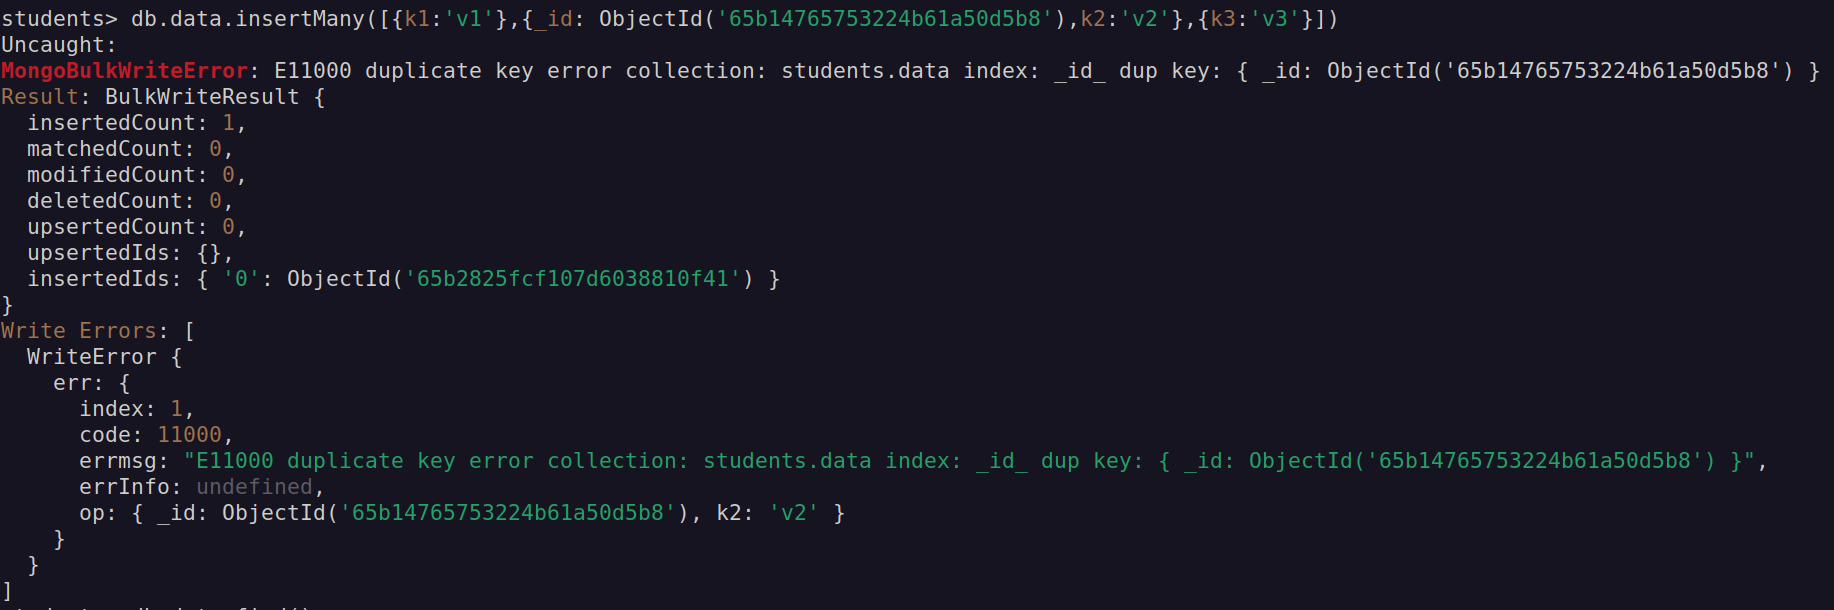 students> db.data.insertMany([{k1:'v1'},{_id: ObjectId('65b14765753224b61a50d5b8'),k2:'v2'},{k3:'v3'}])
Uncaught:
MongoBulkWriteError: E11000 duplicate key error collection: students.data index: _id_ dup key: { _id: ObjectId('65b14765753224b61a50d5b8') }
Result: BulkWriteResult {
  insertedCount: 1,
  matchedCount: 0,
  modifiedCount: 0,
  deletedCount: 0,
  upsertedCount: 0,
  upsertedIds: {},
  insertedIds: { '0': ObjectId('65b2825fcf107d6038810f41') }
}
Write Errors: [
  WriteError {
    err: {
      index: 1,
      code: 11000,
      errmsg: "E11000 duplicate key error collection: students.data index: _id_ dup key: { _id: ObjectId('65b14765753224b61a50d5b8') }",
      errInfo: undefined,
      op: { _id: ObjectId('65b14765753224b61a50d5b8'), k2: 'v2' }
    }
  }
]